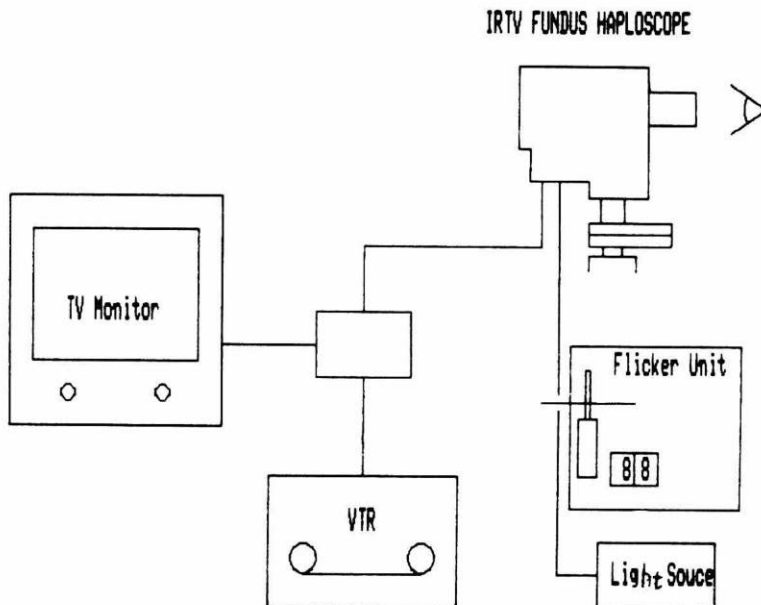 IRTV FUNDUS HAPLOSCOPE
TV Monitor
Flicker Unit
88
VTR
Light Souce